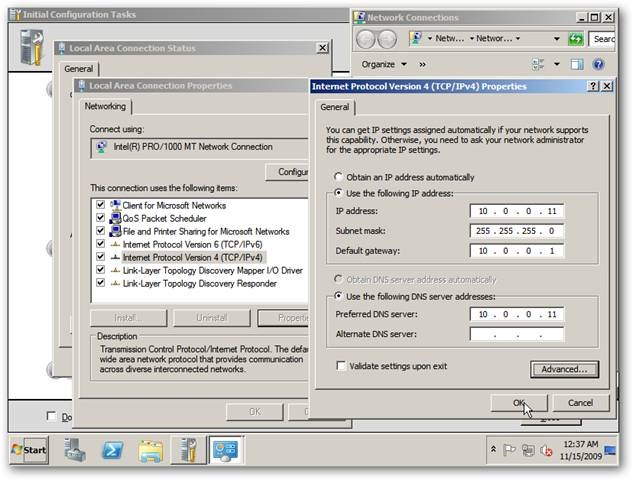 Initial Configuration Tasks
Network Connections
Netw...
Networ...
Searc
Organize
»
Local Area Connection Status
General
Local Area Connection Properties
Networking
Connect using:
Intel(R) PRO/1000 MT Network Connection
Configu
This connection uses the following items:
Client for Microsoft Networks
QoS Packet Scheduler
File and Printer Sharing for Microsoft Networks
Internet Protocol Version 6 (TCP/IPv6)
Internet Protocol Version 4 (TCP/IPv4)
Link-Layer Topology Discovery Mapper I/O Driver
Link-Layer Topology Discovery Responder
Install...
Uninstall
Propertie
Description
Transmission Control Protocol/Internet Protocol. The defau
wide area network protocol that provides communication
across diverse interconnected networks.
OK
C
Internet Protocol Version 4 (TCP/IPv4) Properties
General
You can get IP settings assigned automatically if your network supports
this capability. Otherwise, you need to ask your network administrator
for the appropriate IP settings.
Obtain an IP address automatically
Use the following IP address:
IP address: 10 . 0 . 0 . 11
Subnet mask: 255 . 255 . 255 . 0
Default gateway: 10 . 0 . 0 . 1
Obtain DNS server address automatically
Use the following DNS server addresses:
Preferred DNS server: 10 . 0 . 0 . 11
Alternate DNS server: . . .
Validate settings upon exit
Advanced...
OK
Cancel
Do
Start
12:37 AM
11/15/2009